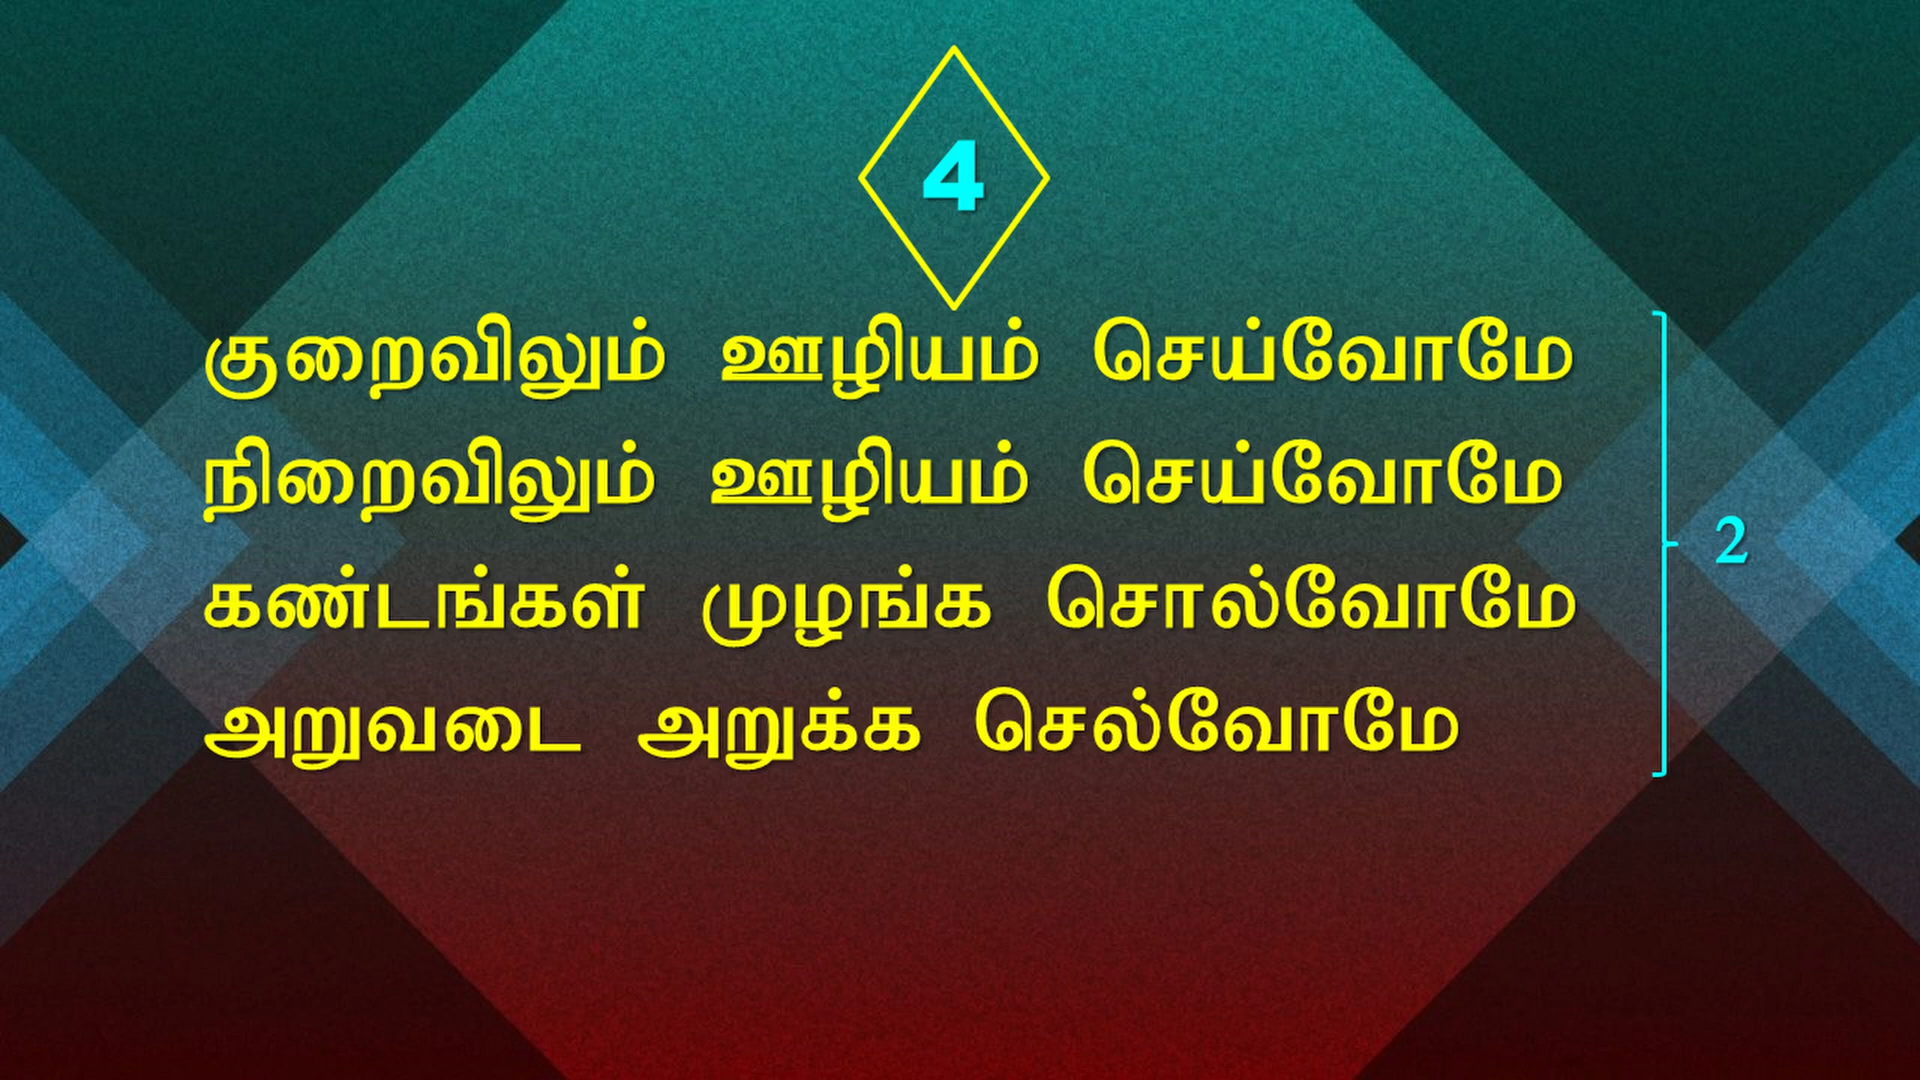 4
குறைவிலும் ஊழியம் செய்வோமே
நிறைவிலும் ஊழியம் செய்வோமே
கண்டங்கள் முழங்க சொல்வோமே
அறுவடை அறுக்க செல்வோமே
2